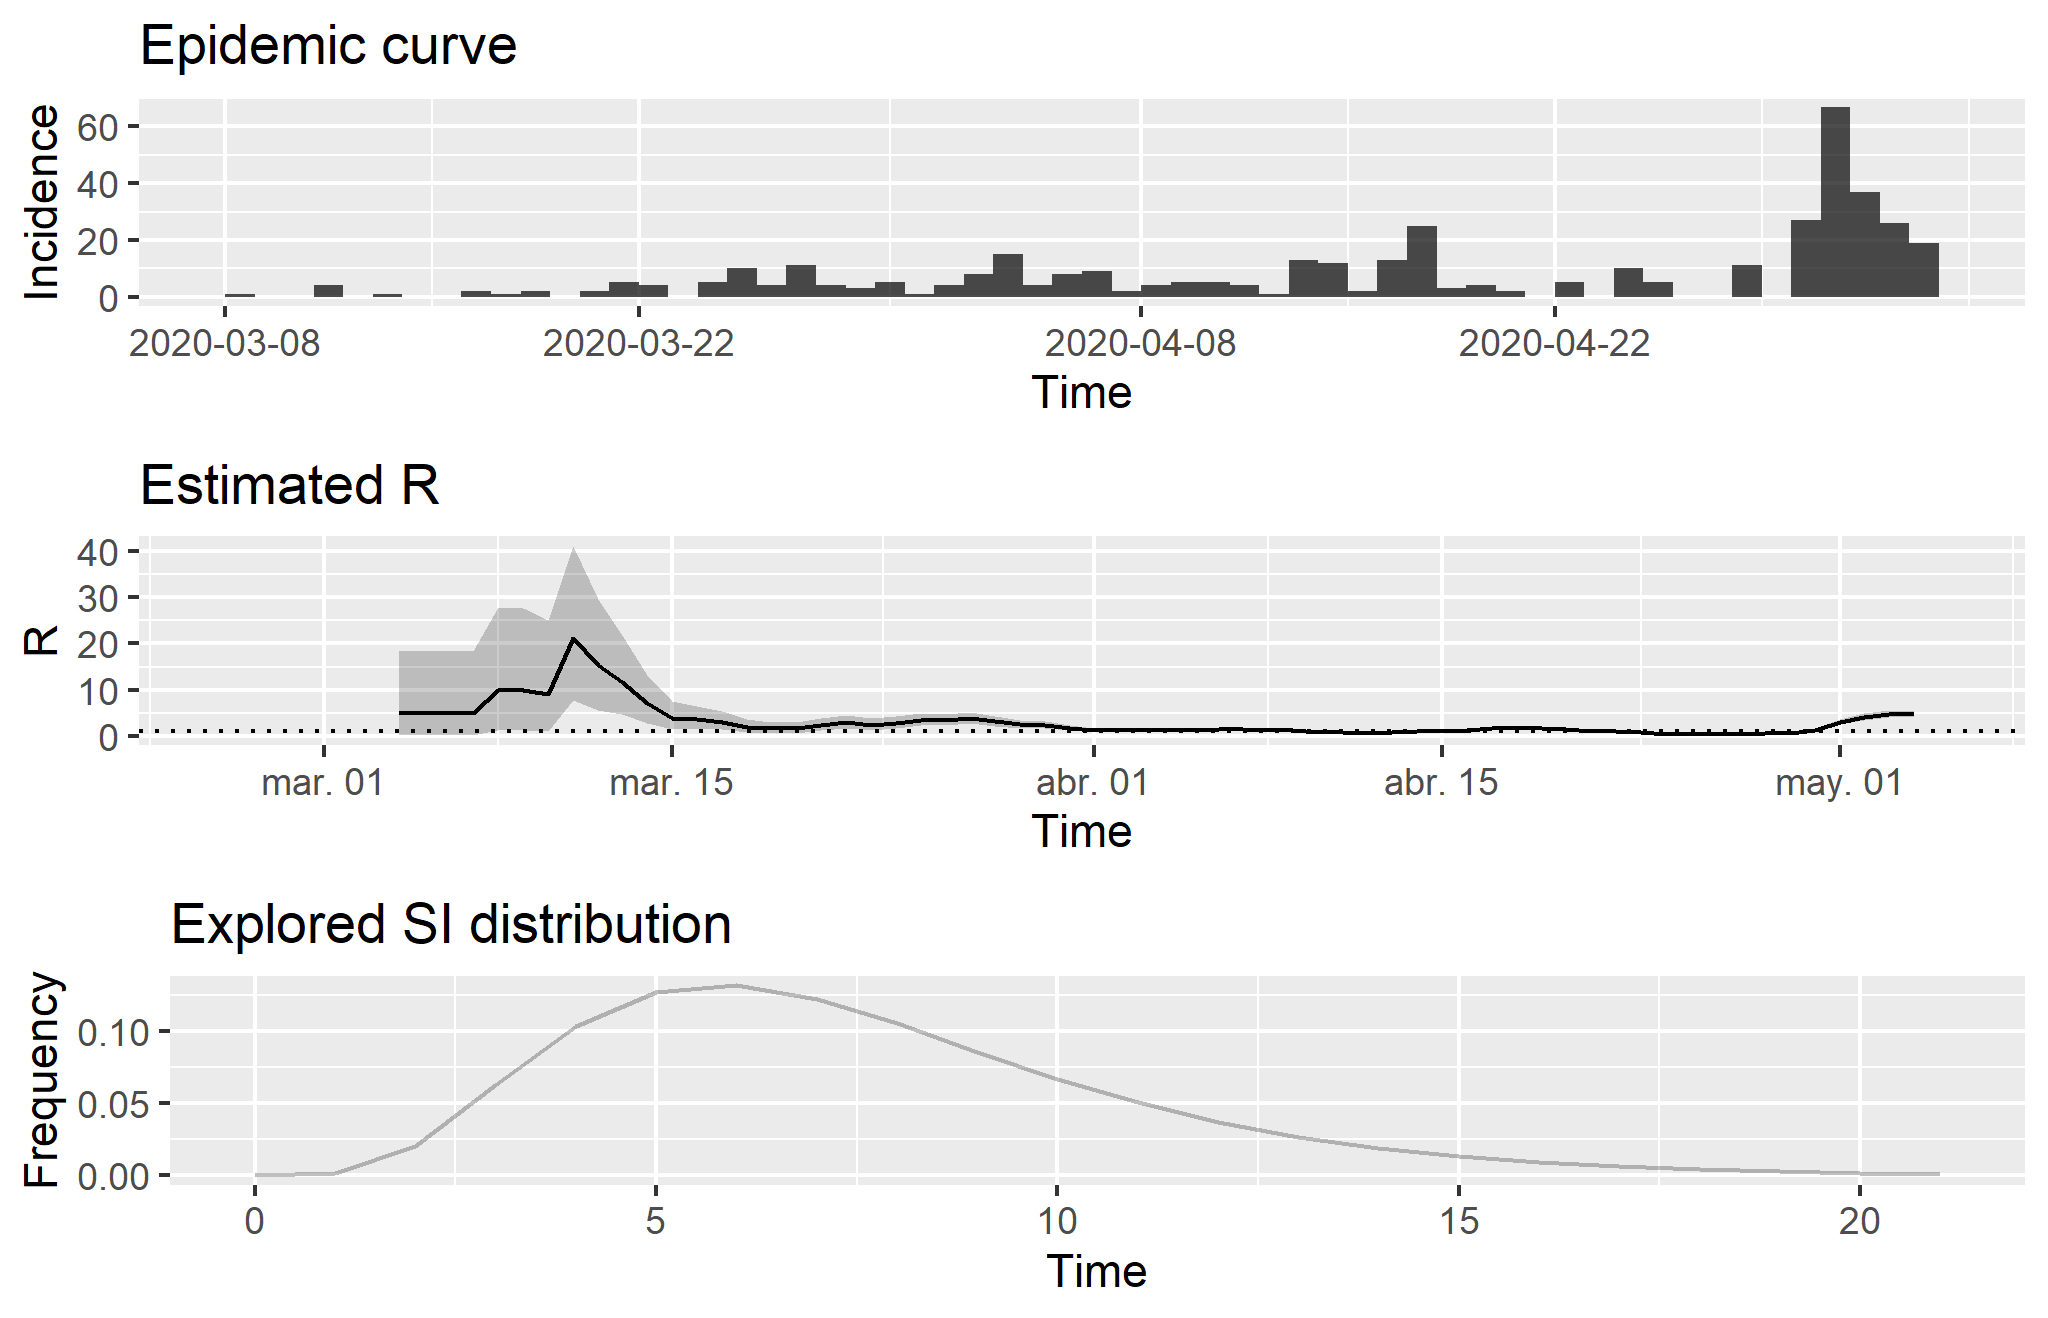 Epidemic curve
Incidence
60
40
20
0
2020-03-08 2020-03-22 2020-04-08 2020-04-22
Time
Estimated R
R
40
30
20
10
0
mar. 01 mar. 15 abr. 01 abr. 15 may. 01
Time
Explored SI distribution
Frequency
0.10
0.05
0.00
0 5 10 15 20
Time